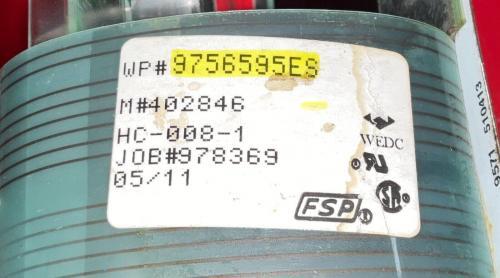 WP#9756595ES
M#402846
HC-008-1
JOB#978369
05/11
WEDC
FSP
510413
9571